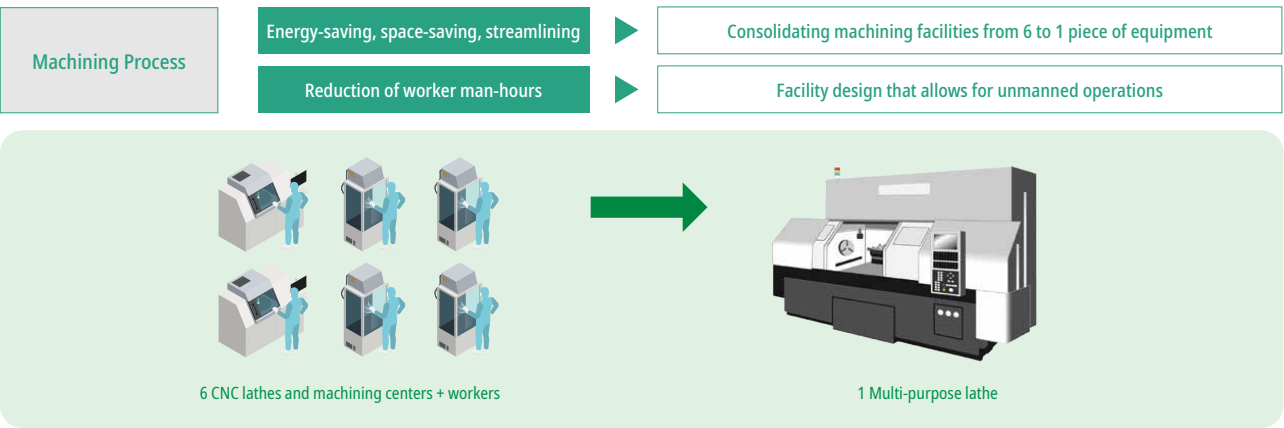 Machining Process
Energy-saving, space-saving, streamlining
Consolidating machining facilities from 6 to 1 piece of equipment
Reduction of worker man-hours
Facility design that allows for unmanned operations
6 CNC lathes and machining centers + workers
1 Multi-purpose lathe